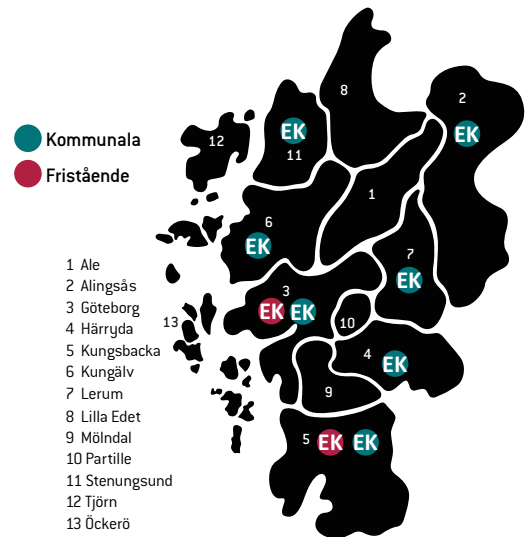 8
2
EK
EK
12
11
Kommunala
Fristående
1
6
EK
7
EK
3
EK
EK
13
10
4
EK
9
5
EK
EK
1 Ale
2 Alingsås
3 Göteborg
4 Härryda
5 Kungsbacka
6 Kungälv
7 Lerum
8 Lilla Edet
9 Mölndal
10 Partille
11 Stenungsund
12 Tjörn
13 Öckerö